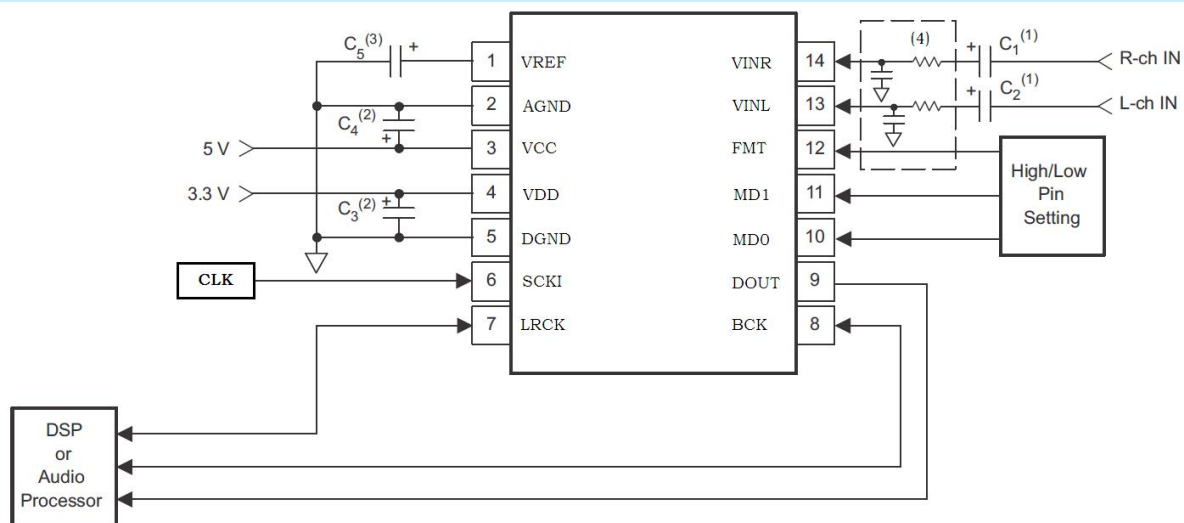 C5(3) +
1 VREF
2 AGND
C4(2)
+
5 V
3 VCC
3.3 V
4 VDD
C3(2) +
5 DGND
CLK
6 SCKI
7 LRCK
VINR 14
VINL 13
FMT 12
MD1 11
MD0 10
DOUT 9
BCK 8
(4)
+ C1(1)
R-ch IN
+ C2(1)
L-ch IN
High/Low
Pin
Setting
DSP
or
Audio
Processor